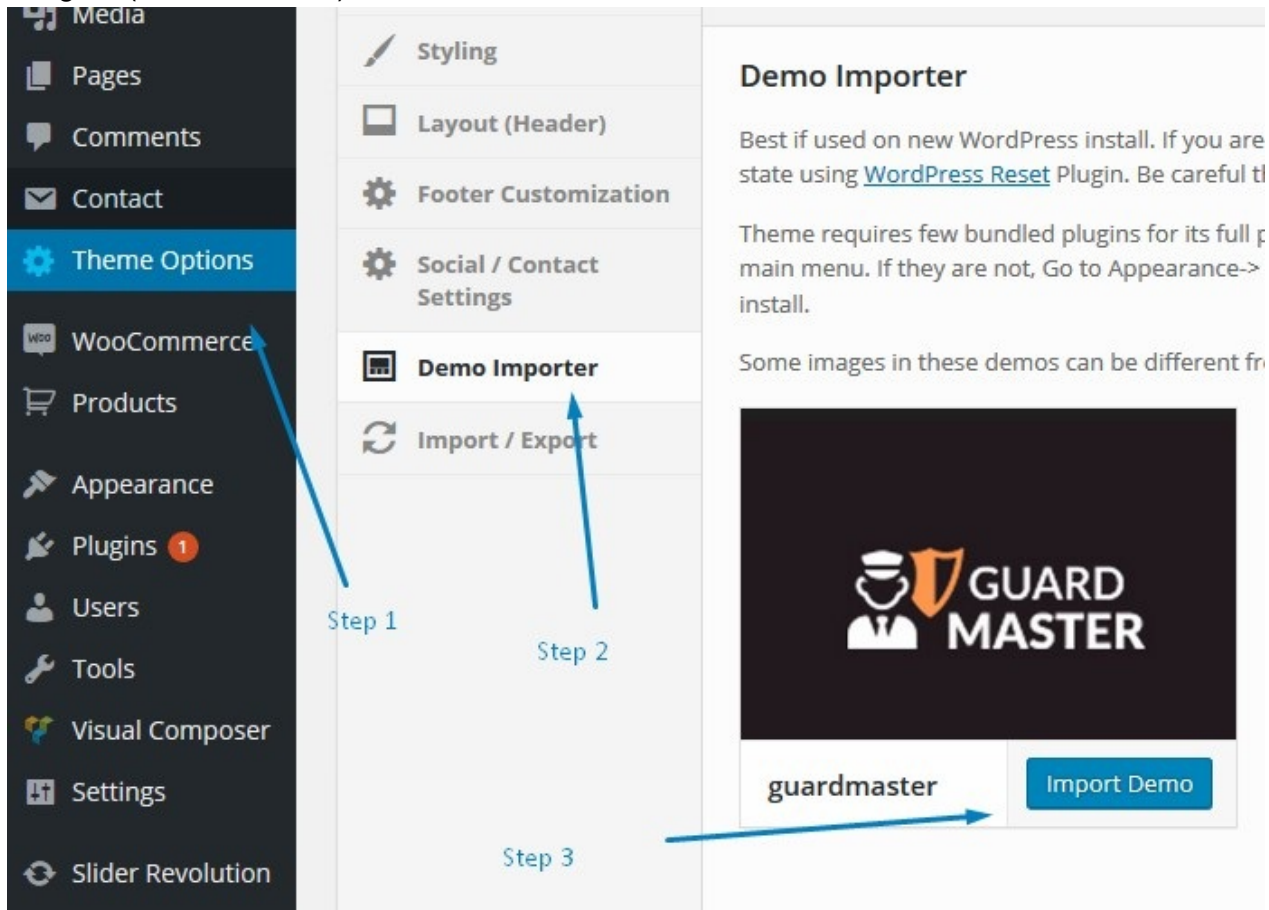 Media
Pages
Comments
Contact
Theme Options
WooCommerce
Products
Appearance
Plugins 1
Users
Tools
Visual Composer
Settings
Slider Revolution
Styling
Layout (Header)
Footer Customization
Social / Contact
Settings
Demo Importer
Import / Export
Step 1
Step 2
Step 3
Demo Importer
Best if used on new WordPress install. If you are
state using WordPress Reset Plugin. Be careful
Theme requires few bundled plugins for its full
main menu. If they are not, Go to Appearance->
install.
Some images in these demos can be different
GUARD
MASTER
guardmaster
Import Demo